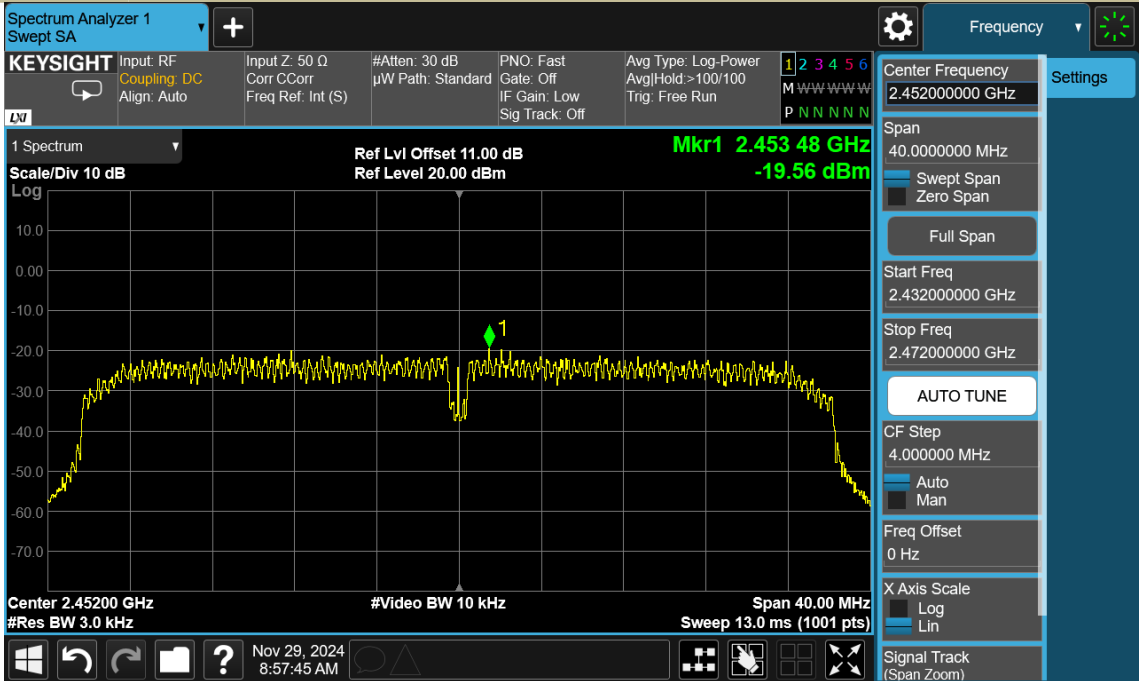 Spectrum Analyzer 1
Swept SA
+
Frequency
KEYSIGHT
LXI
Input: RF
Coupling: DC
Align: Auto
Input Z: 50 Ω
Corr CCorr
Freq Ref: Int (S)
#Atten: 30 dB
µW Path: Standard
PNO: Fast
Gate: Off
IF Gain: Low
Sig Track: Off
Avg Type: Log-Power
Avg|Hold:>100/100
Trig: Free Run
1 2 3 4 5 6
M W W W W W
P N N N N N
1 Spectrum
Scale/Div 10 dB
Ref Lvl Offset 11.00 dB
Ref Level 20.00 dBm
Mkr1 2.453 48 GHz
-19.56 dBm
Log
10.0
0.00
-10.0
-20.0
-30.0
-40.0
-50.0
-60.0
-70.0
1
Center 2.45200 GHz
#Res BW 3.0 kHz
#Video BW 10 kHz
Span 40.00 MHz
Sweep 13.0 ms (1001 pts)
?
Nov 29, 2024
8:57:45 AM
Center Frequency
2.452000000 GHz
Span
40.0000000 MHz
Swept Span
Zero Span
Full Span
Start Freq
2.432000000 GHz
Stop Freq
2.472000000 GHz
AUTO TUNE
CF Step
4.000000 MHz
Auto
Man
Freq Offset
0 Hz
X Axis Scale
Log
Lin
Signal Track
(Span Zoom)
Settings